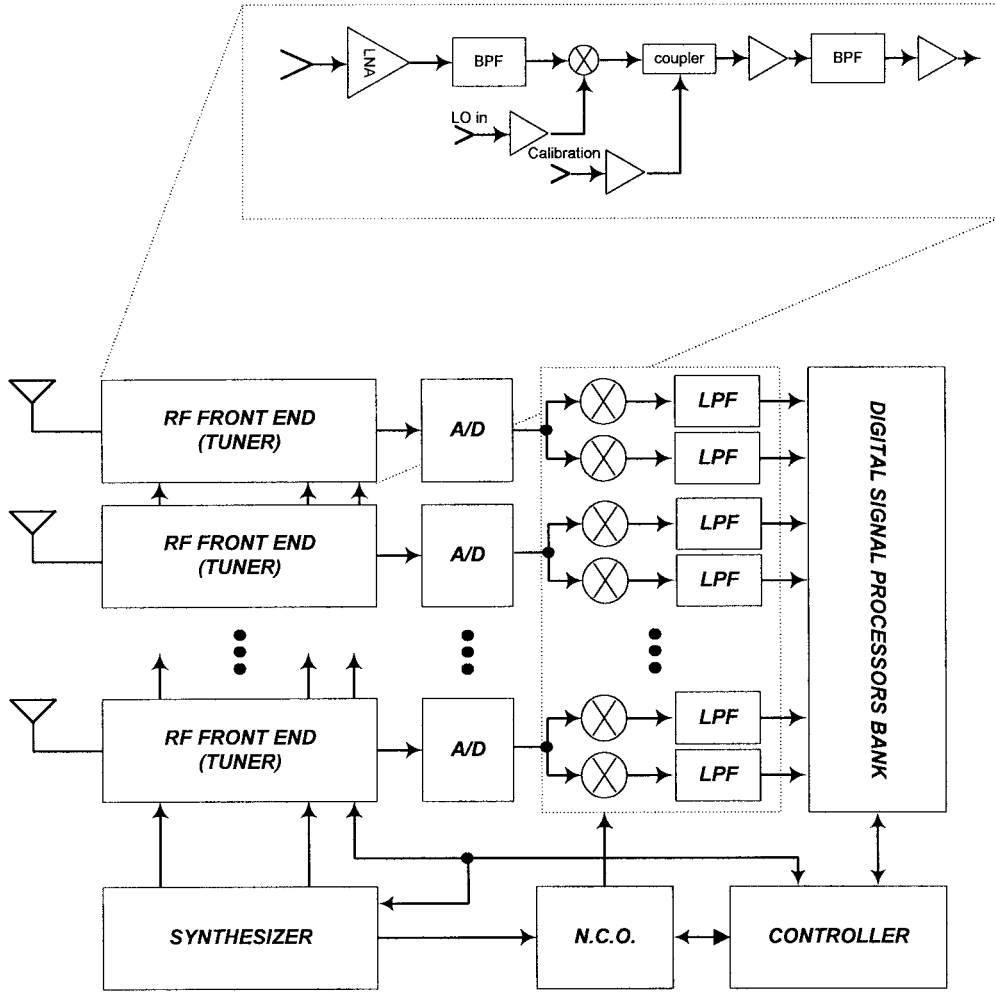 LNA
BPF
coupler
BPF
LO in
Calibration
RF FRONT END
(TUNER)
A/D
LPF
LPF
RF FRONT END
(TUNER)
A/D
LPF
LPF
RF FRONT END
(TUNER)
A/D
LPF
LPF
DIGITAL SIGNAL PROCESSORS BANK
SYNTHESIZER
N.C.O.
CONTROLLER